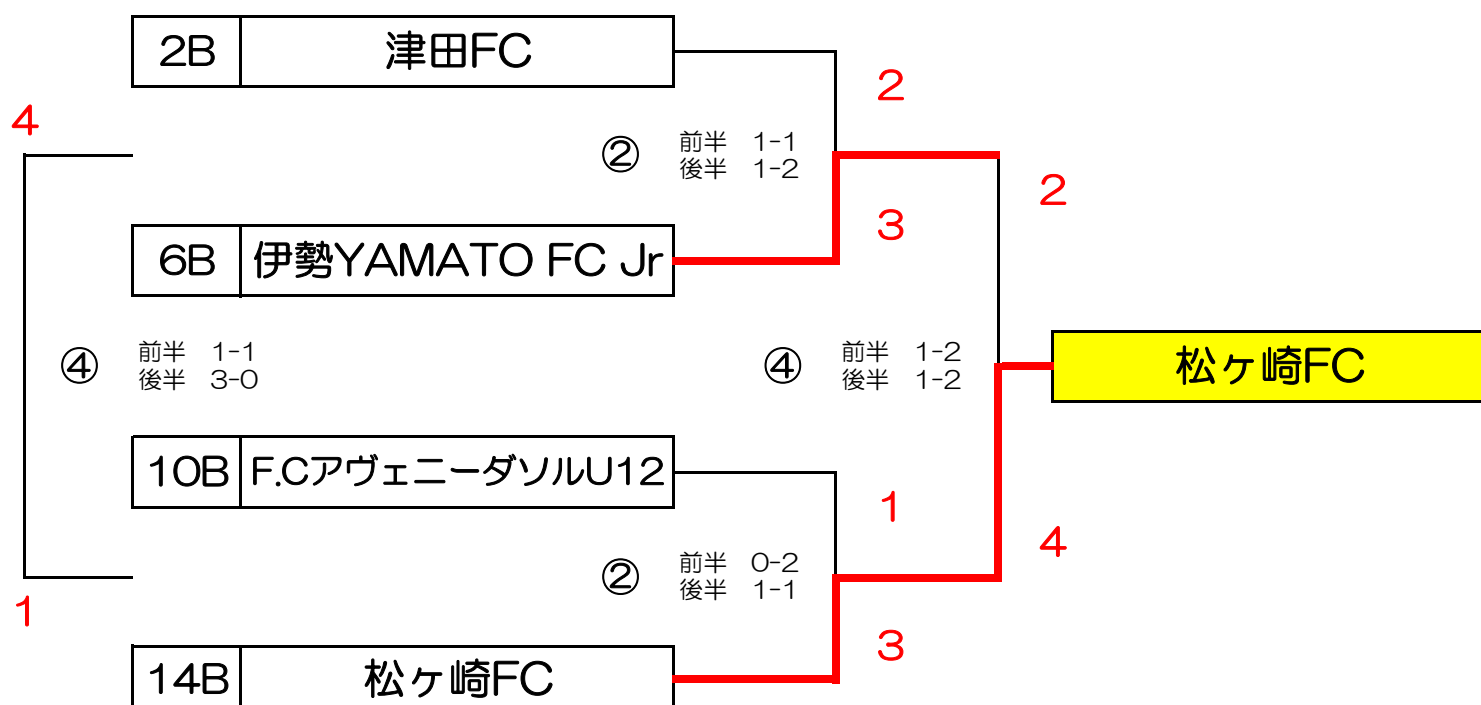 2B 津田FC
2
4
② 前半 1-1
後半 1-2
2
3
6B 伊勢YAMATO FC Jr
④ 前半 1-1
後半 3-0
④ 前半 1-2
後半 1-2
松ヶ崎FC
10B F.CアヴェニーダソルU12
1
4
② 前半 0-2
後半 1-1
1
3
14B 松ヶ崎FC